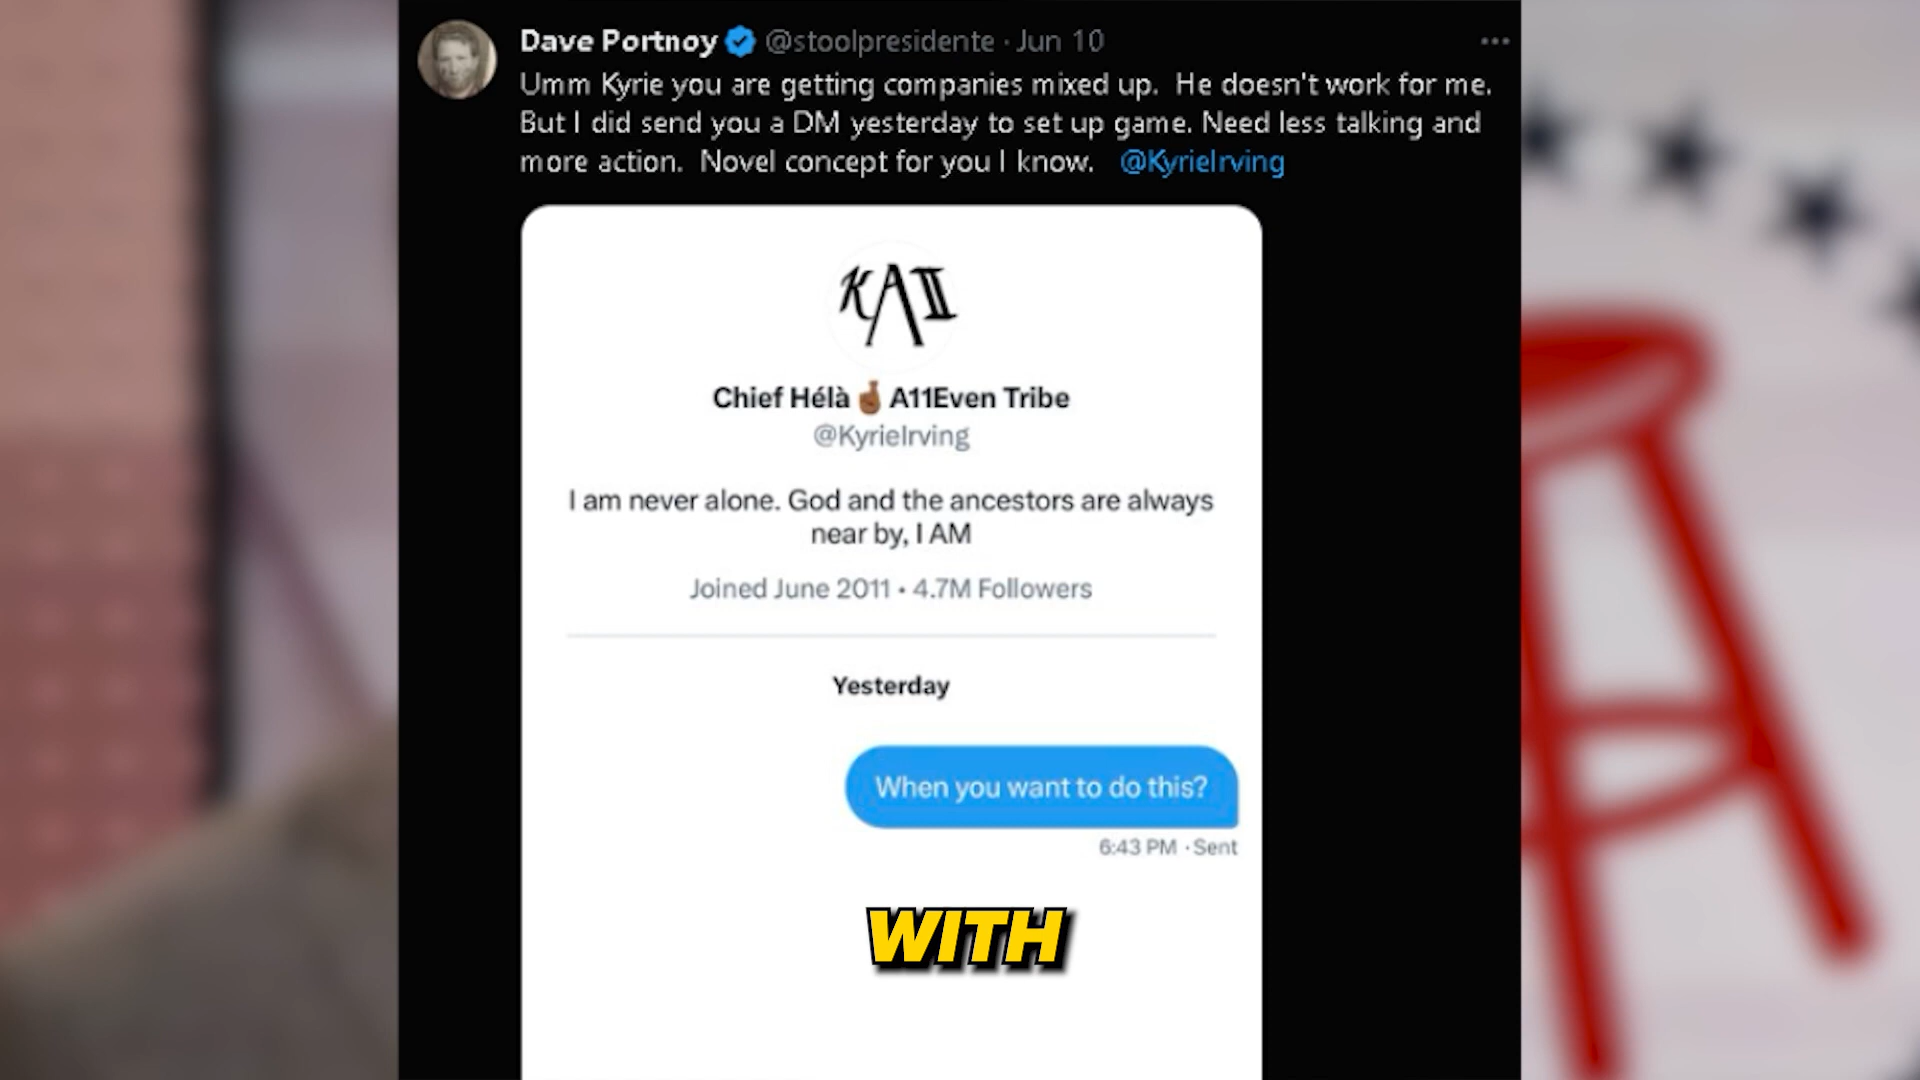 Dave Portnoy @stoolpresidente · Jun 10
Umm Kyrie you are getting companies mixed up. He doesn't work for me.
But I did send you a DM yesterday to set up game. Need less talking and
more action. Novel concept for you I know. @KyrieIrving
KAII
Chief Hélà 🤞🏾 A11Even Tribe
@KyrieIrving
I am never alone. God and the ancestors are always
near by, I AM
Joined June 2011 • 4.7M Followers
Yesterday
When you want to do this?
6:43 PM · Sent
WITH